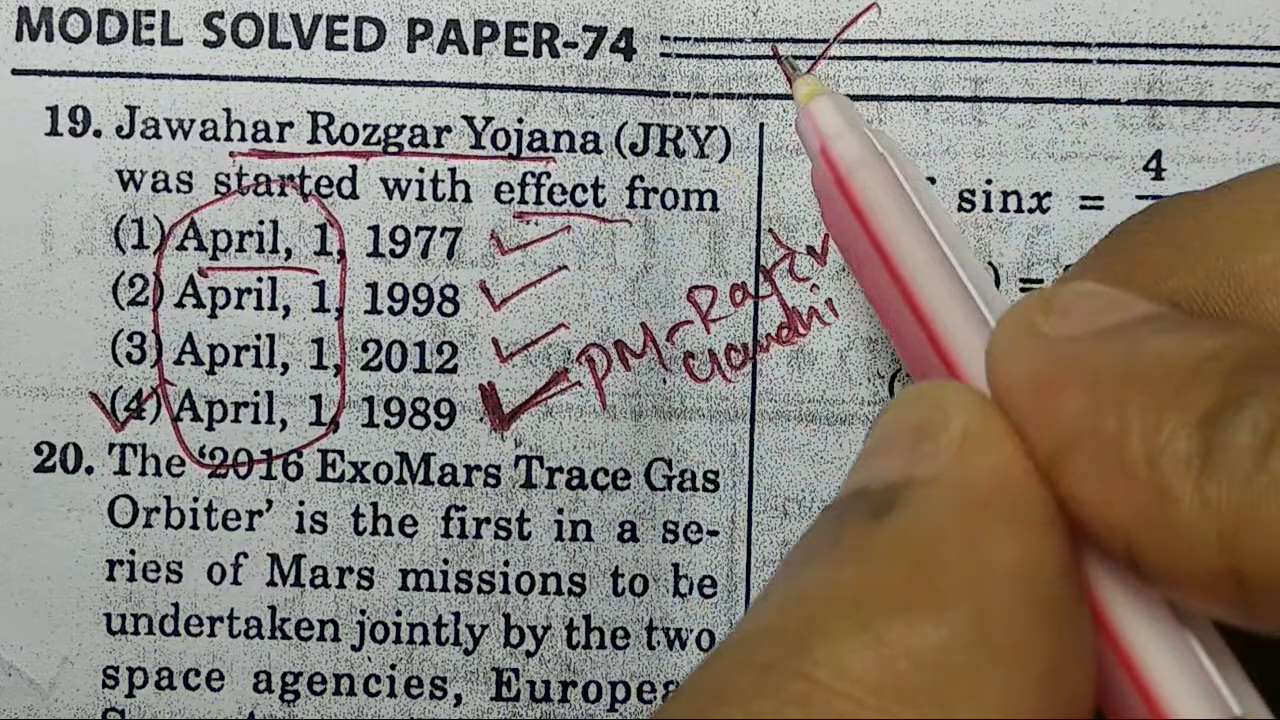 MODEL SOLVED PAPER-74
19. Jawahar Rozgar Yojana (JRY)
was started with effect from
(1) April, 1, 1977
(2) April, 1, 1998
(3) April, 1, 2012
(4) April, 1, 1989
PM-Rajiv
Gandhi
20. The ‘2016 ExoMars Trace Gas
Orbiter’ is the first in a se-
ries of Mars missions to be
undertaken jointly by the two
space agencies,
sinx = 4
) =
(